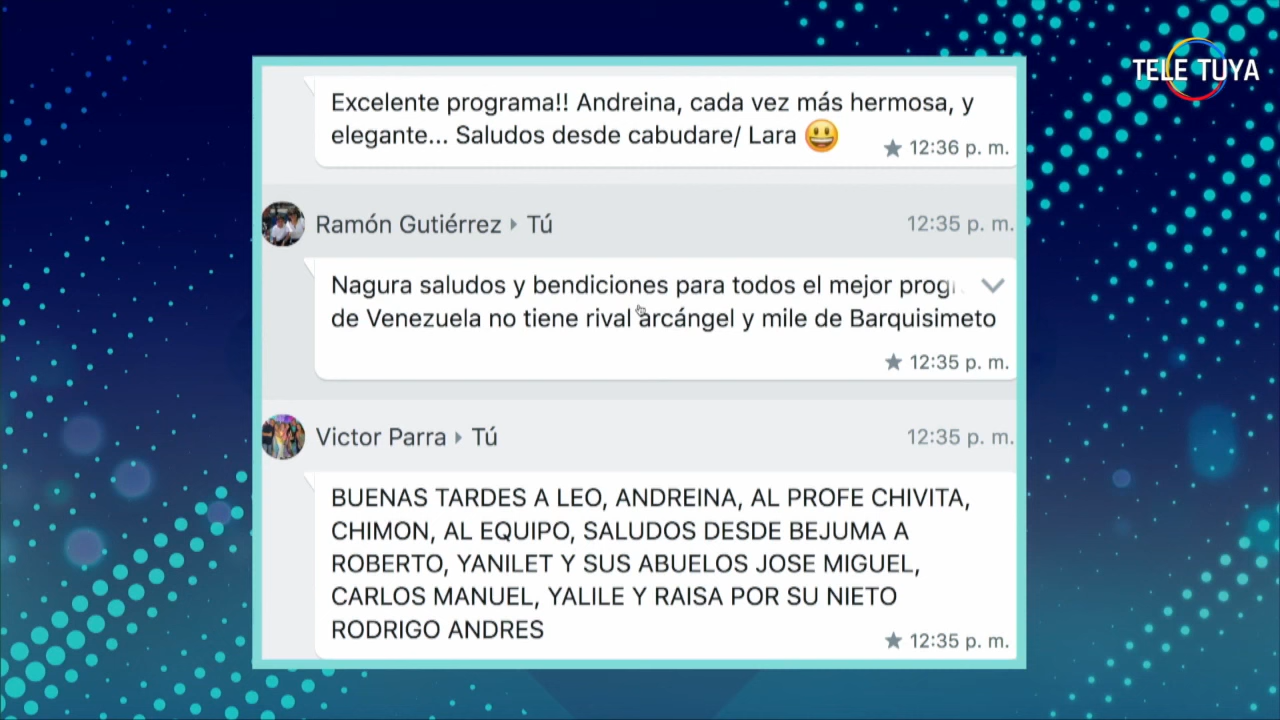 TELE TUYA
Excelente programa!! Andreina, cada vez más hermosa, y
elegante... Saludos desde cabudare/ Lara 😃
12:36 p. m.
Ramón Gutiérrez ▸ Tú
12:35 p. m.
Nagura saludos y bendiciones para todos el mejor
de Venezuela no tiene rival arcángel y mile de Barquisimeto
12:35 p. m.
Victor Parra ▸ Tú
12:35 p. m.
BUENAS TARDES A LEO, ANDREINA, AL PROFE CHIVITA,
CHIMON, AL EQUIPO, SALUDOS DESDE BEJUMA A
ROBERTO, YANILET Y SUS ABUELOS JOSE MIGUEL,
CARLOS MANUEL, YALILE Y RAISA POR SU NIETO
RODRIGO ANDRES
12:35 p. m.